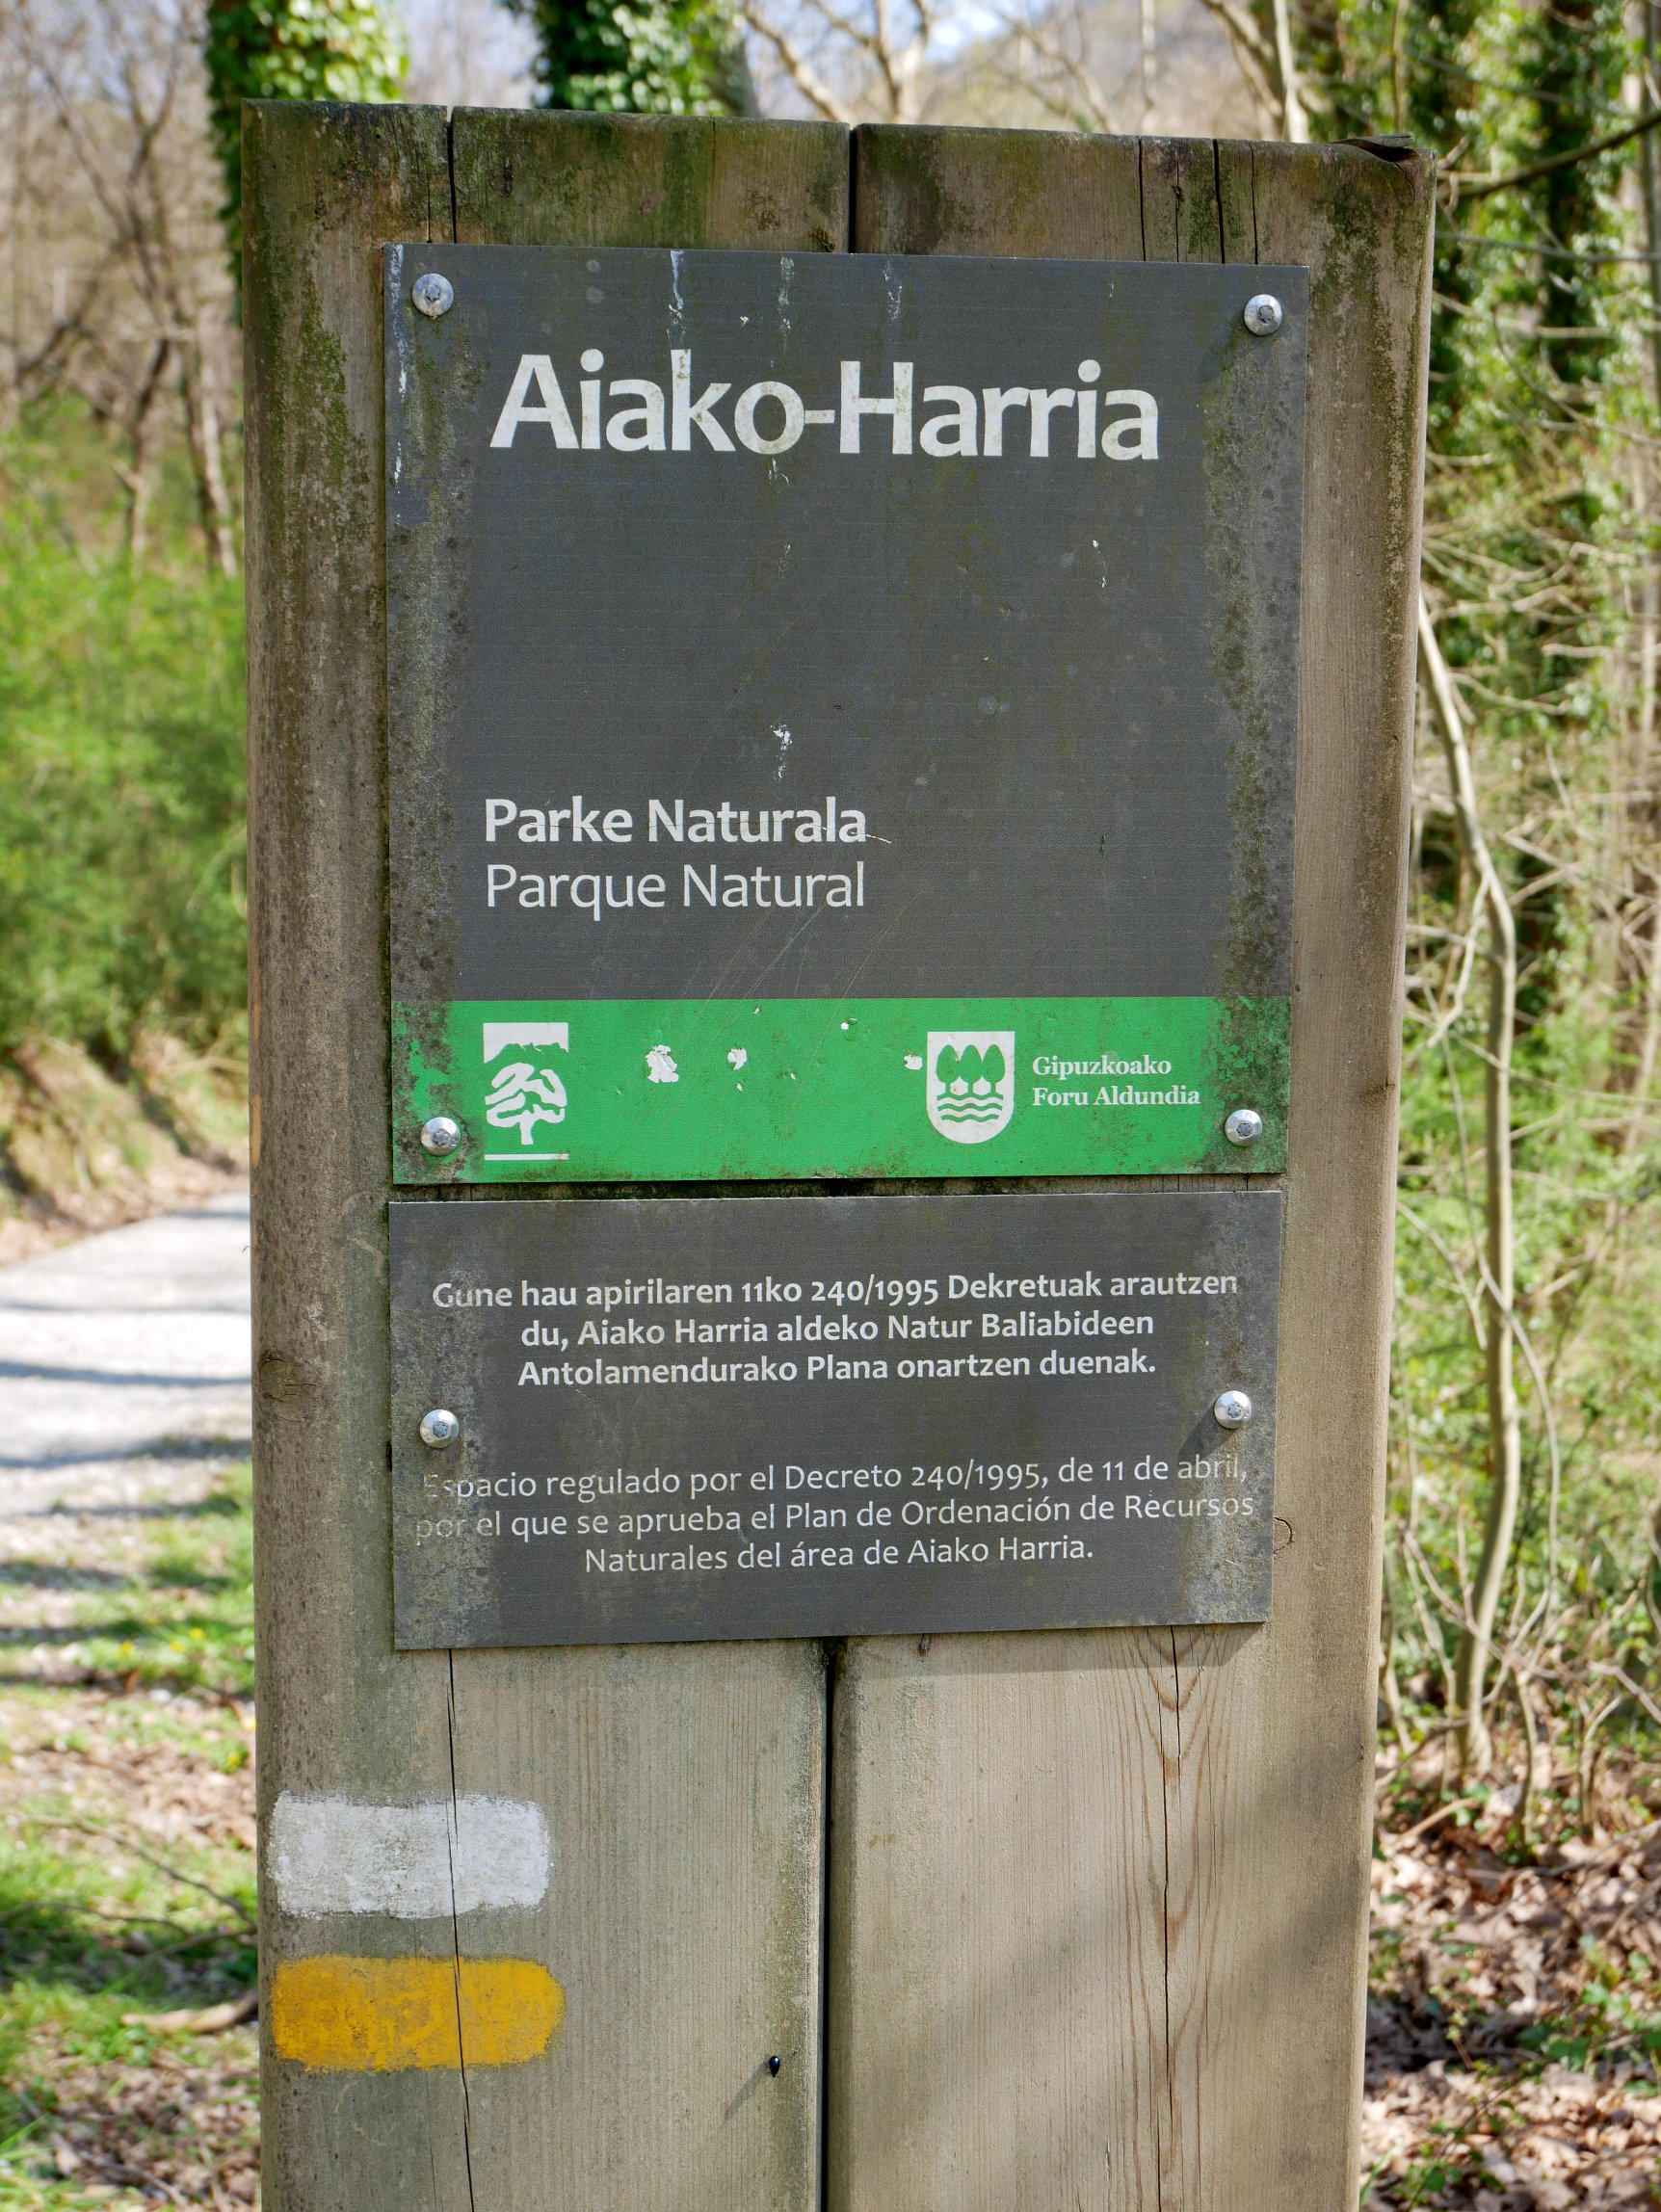 Aiako-Harria
Parke Naturala
Parque Natural
Gipuzkoako
Foru Aldundia
Gune hau apirilaren 11ko 240/1995 Dekretuak arautzen
du, Aiako Harria aldeko Natur Baliabideen
Antolamendurako Plana onartzen duenak.
Espacio regulado por el Decreto 240/1995, de 11 de abril,
por el que se aprueba el Plan de Ordenación de Recursos
Naturales del área de Aiako Harria.